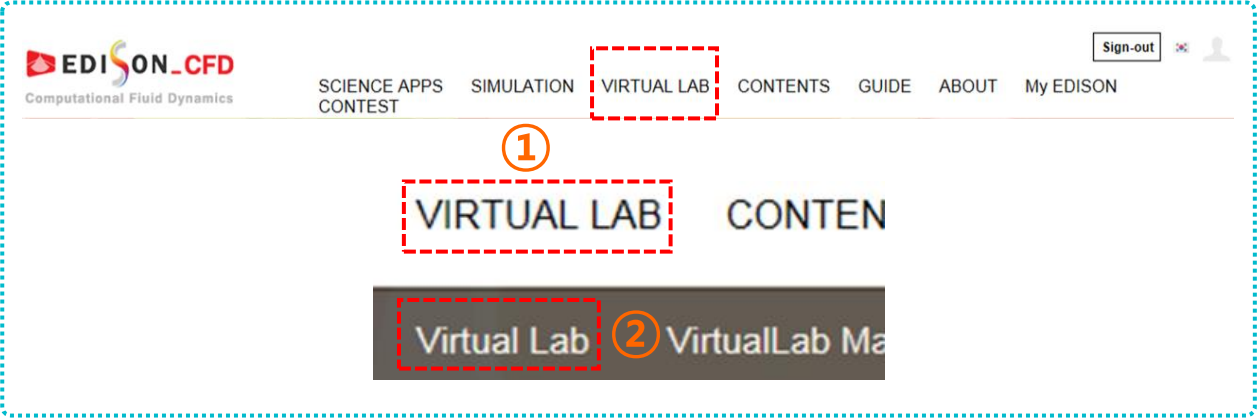 Sign-out
EDISON_CFD
Computational Fluid Dynamics
SCIENCE APPS CONTEST
SIMULATION
VIRTUAL LAB
CONTENTS
GUIDE
ABOUT
My EDISON
①
VIRTUAL LAB CONTEN
Virtual Lab ② VirtualLab Ma